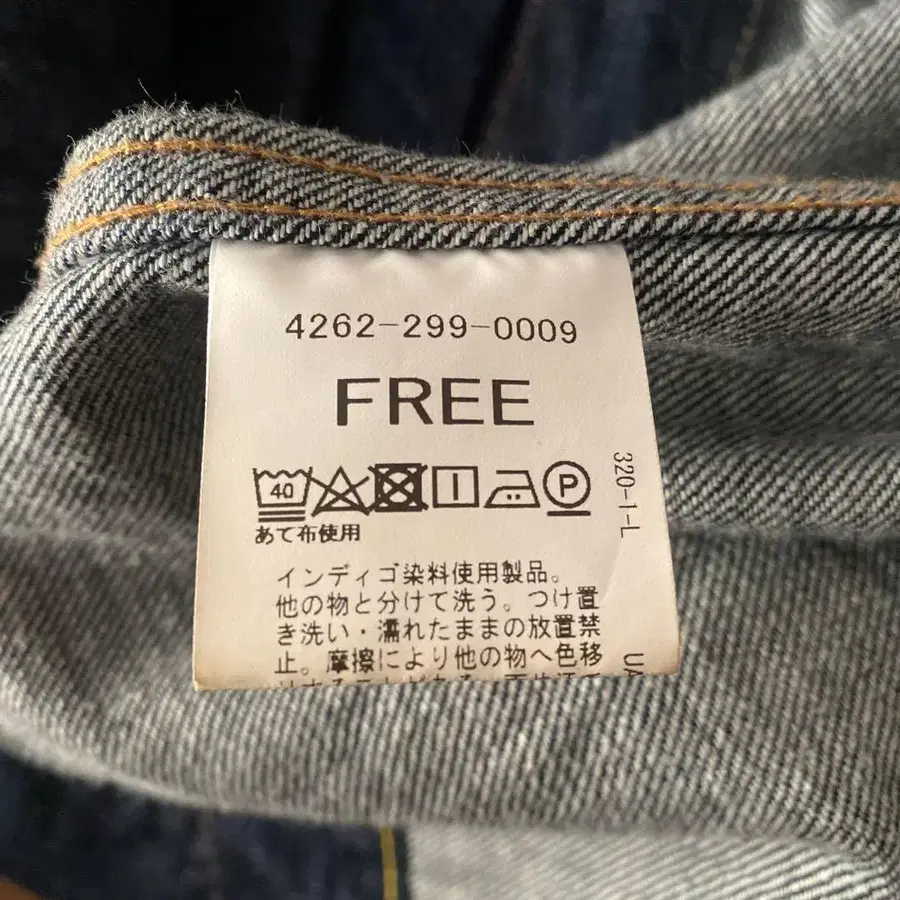 4262-299-0009
FREE
40
P
320-1-L
あて布使用
インディゴ染料使用製品。
他の物と分けて洗う。つけ置
き洗い・濡れたままの放置禁
止。摩擦により他の物へ色移
UA